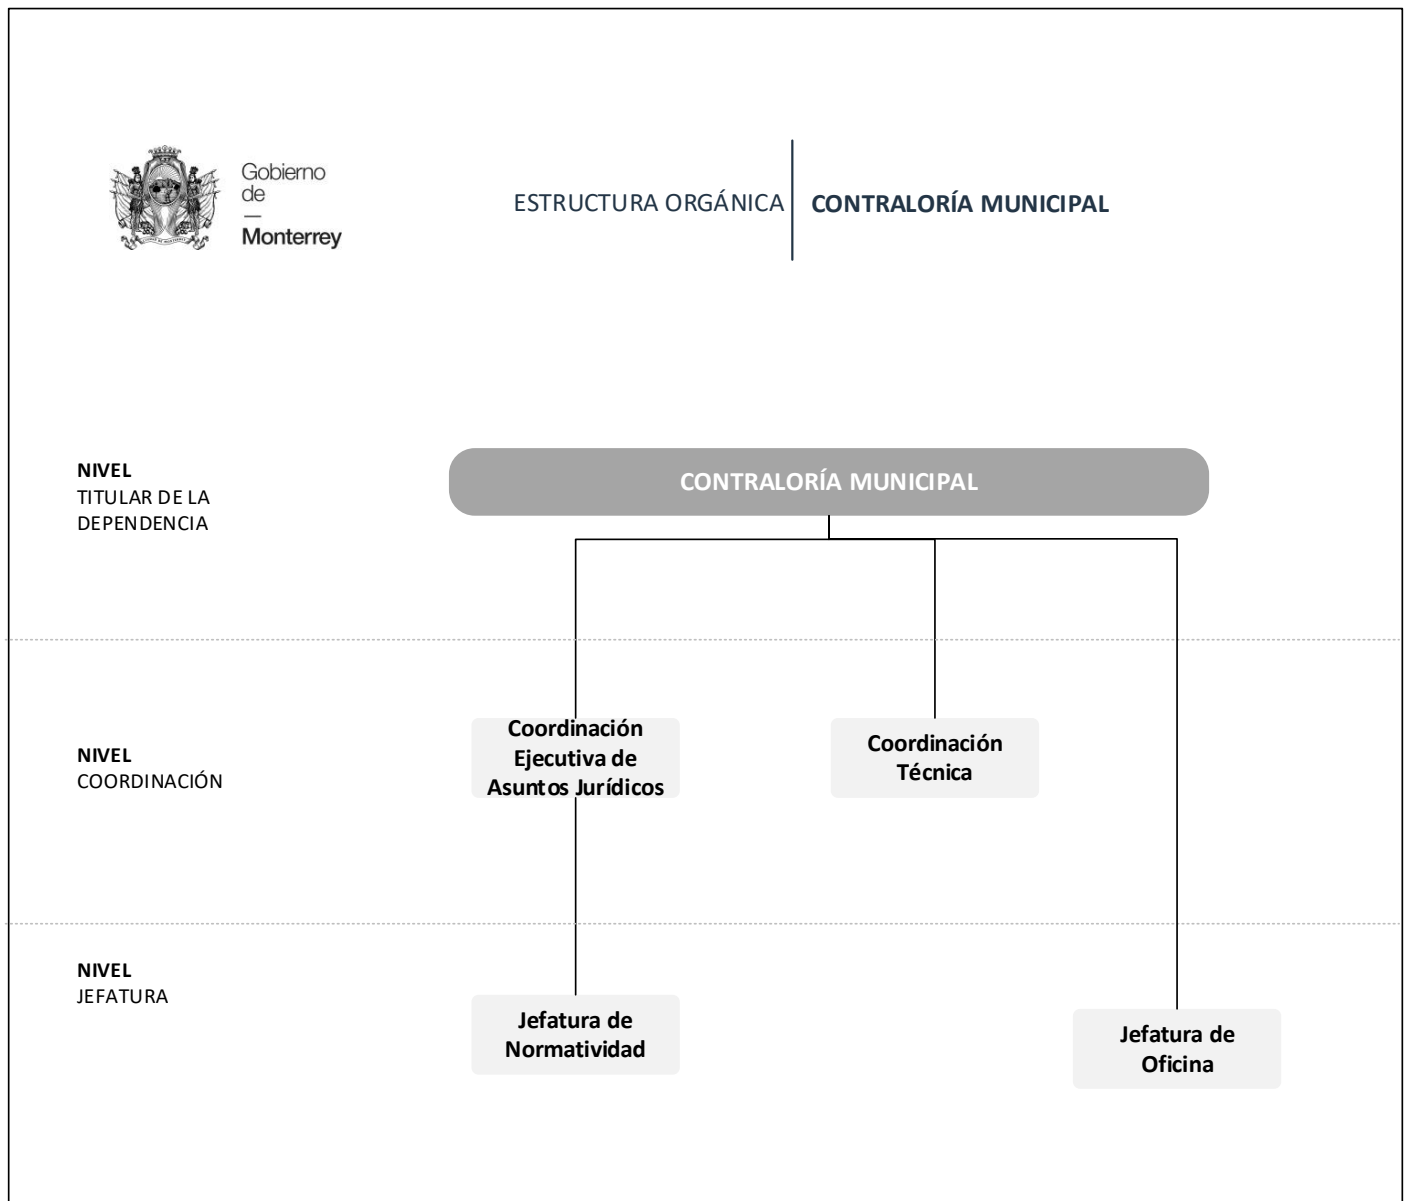 Gobierno
de
—
Monterrey
ESTRUCTURA ORGÁNICA
CONTRALORÍA MUNICIPAL
NIVEL
TITULAR DE LA
DEPENDENCIA
CONTRALORÍA MUNICIPAL
NIVEL
COORDINACIÓN
Coordinación
Ejecutiva de
Asuntos Jurídicos
Coordinación
Técnica
NIVEL
JEFATURA
Jefatura de
Normatividad
Jefatura de
Oficina